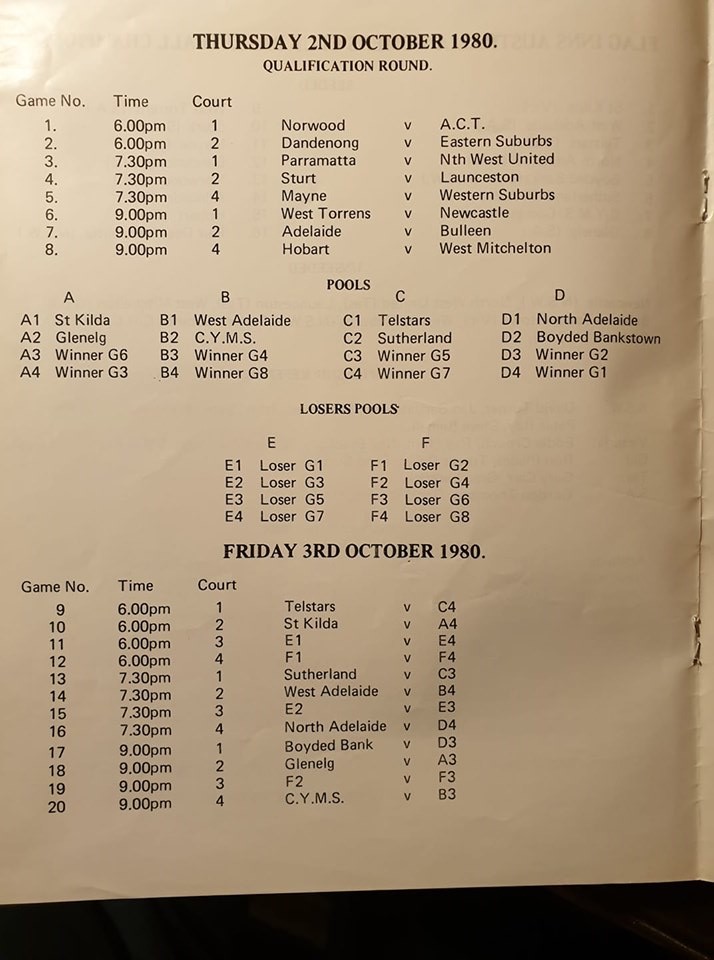 THURSDAY 2ND OCTOBER 1980.
QUALIFICATION ROUND.
Game No. Time Court
1. 6.00pm 1 Norwood v A.C.T.
2. 6.00pm 2 Dandenong v Eastern Suburbs
3. 7.30pm 1 Parramatta v Nth West United
4. 7.30pm 2 Sturt v Launceston
5. 7.30pm 4 Mayne v Western Suburbs
6. 9.00pm 1 West Torrens v Newcastle
7. 9.00pm 2 Adelaide v Bulleen
8. 9.00pm 4 Hobart v West Mitchelton
POOLS
A B C D
A1 St Kilda B1 West Adelaide C1 Telstars D1 North Adelaide
A2 Glenelg B2 C.Y.M.S. C2 Sutherland D2 Boyded Bankstown
A3 Winner G6 B3 Winner G4 C3 Winner G5 D3 Winner G2
A4 Winner G3 B4 Winner G8 C4 Winner G7 D4 Winner G1
LOSERS POOLS
E F
E1 Loser G1 F1 Loser G2
E2 Loser G3 F2 Loser G4
E3 Loser G5 F3 Loser G6
E4 Loser G7 F4 Loser G8
FRIDAY 3RD OCTOBER 1980.
Game No. Time Court
9 6.00pm 1 Telstars v C4
10 6.00pm 2 St Kilda v A4
11 6.00pm 3 E1 v E4
12 6.00pm 4 F1 v F4
13 7.30pm 1 Sutherland v C3
14 7.30pm 2 West Adelaide v B4
15 7.30pm 3 E2 v E3
16 7.30pm 4 North Adelaide v D4
17 9.00pm 1 Boyded Bank v D3
18 9.00pm 2 Glenelg v A3
19 9.00pm 3 F2 v F3
20 9.00pm 4 C.Y.M.S. v B3